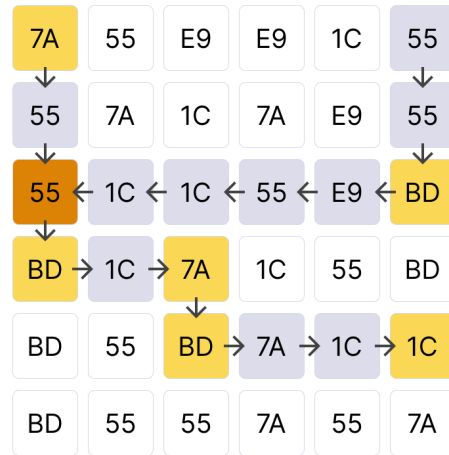 7A 55 E9 E9 1C 55
55 7A 1C 7A E9 55
55 1C 1C 55 E9 BD
BD 1C 7A 1C 55 BD
BD 55 BD 7A 1C 1C
BD 55 55 7A 55 7A